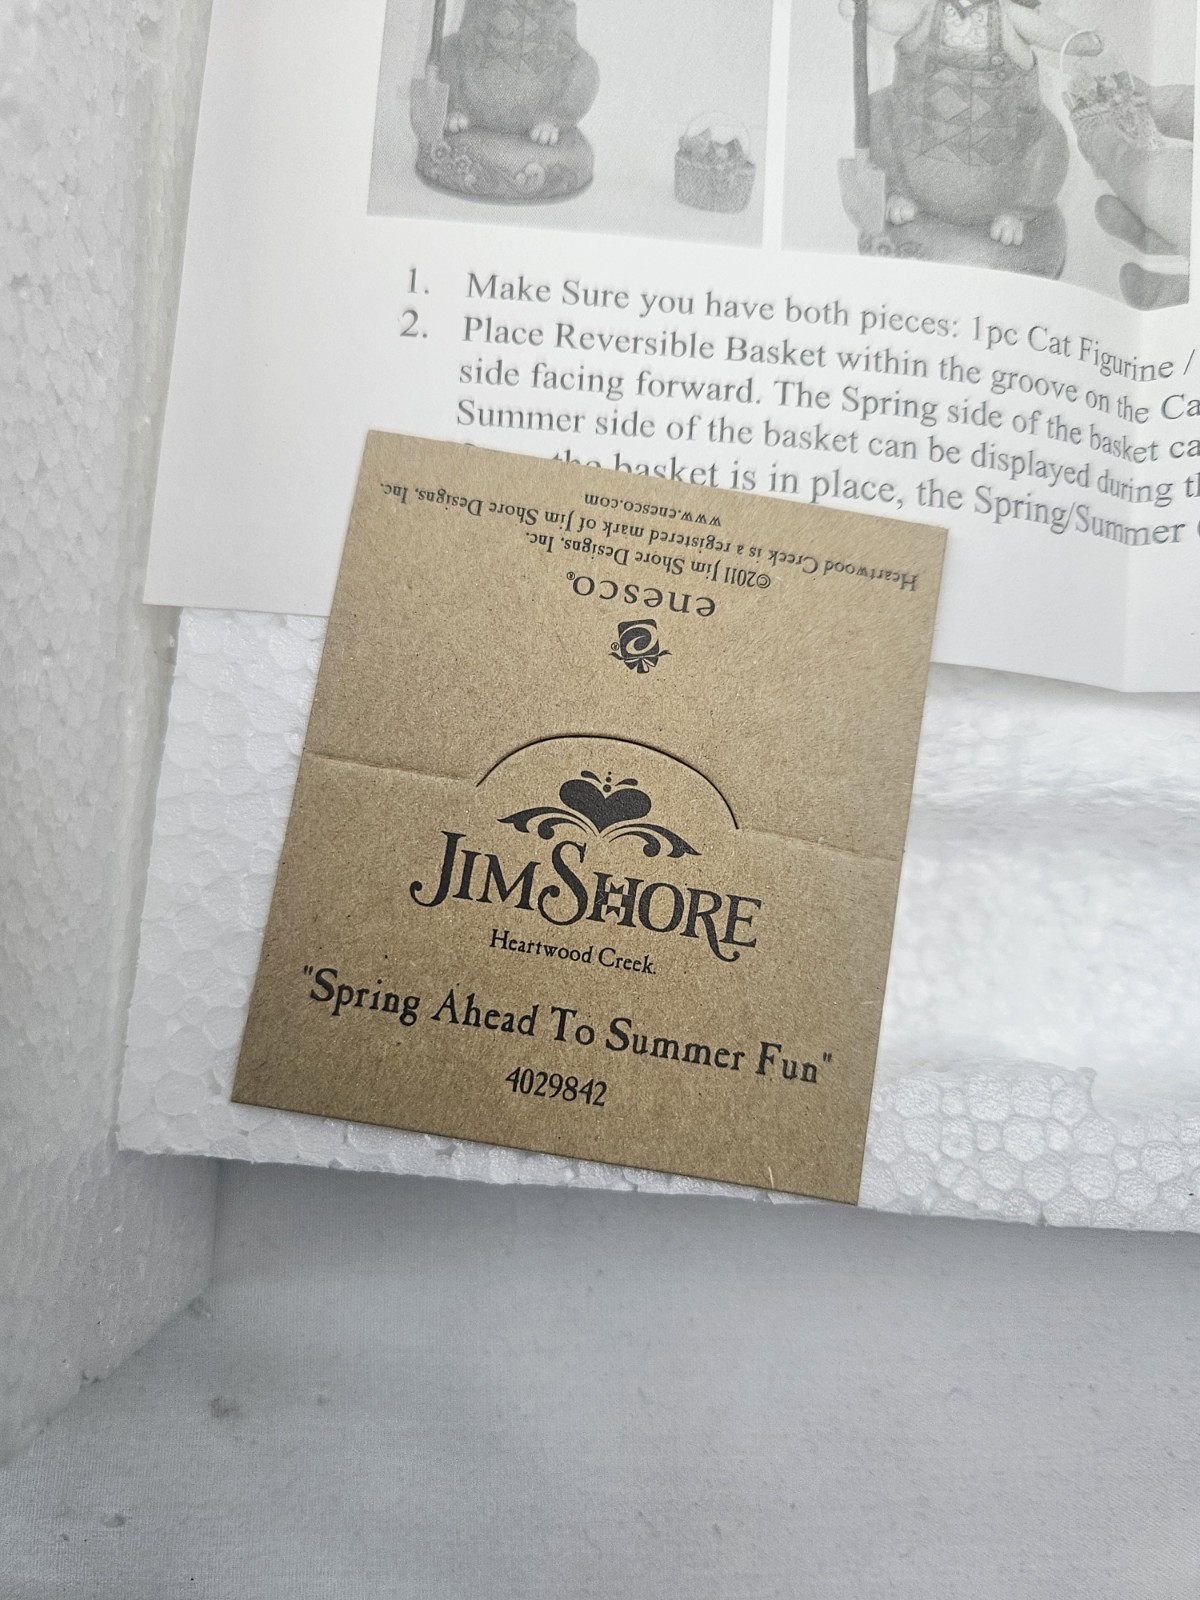 1. Make Sure you have both pieces: 1pc Cat Figurine /
2. Place Reversible Basket within the groove on the Ca
side facing forward. The Spring side of the basket ca
Summer side of the basket can be displayed during th
the basket is in place, the Spring/Summer
Heartwood Creek is a registered mark of Jim Shore Designs, Inc.
www.enesco.com
©2011 Jim Shore Designs, Inc.
enesco®
JIM SHORE
Heartwood Creek.
"Spring Ahead To Summer Fun"
4029842